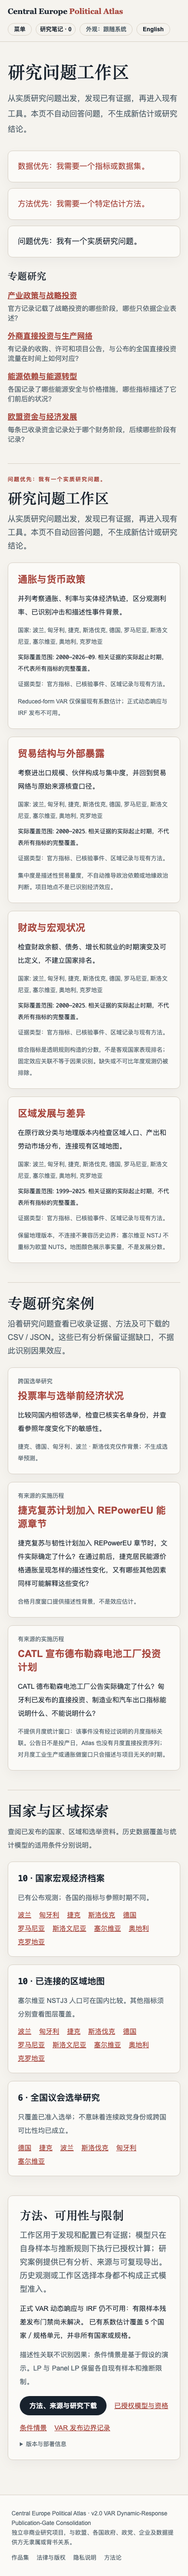 Central Europe Political Atlas
菜单
研究笔记 · 0
外观：跟随系统
English
研究问题工作区
从实质研究问题出发，发现已有证据，再进入现有
工具。本页不自动回答问题，不生成新估计或研究
结论。
数据优先：我需要一个指标或数据集。
方法优先：我需要一个特定估计方法。
问题优先：我有一个实质研究问题。
专题研究
产业政策与战略投资
官方记录记载了战略投资的哪些阶段，哪些只依据企业表
述？
外商直接投资与生产网络
有记录的收购、许可和项目公告，与公布的全国直接投资
流量在时间上如何对应？
能源依赖与能源转型
各国记录了哪些能源安全与价格措施，哪些指标描述了它
们前后的状况？
欧盟资金与经济发展
每条已收录资金记录处于哪个财务阶段，后续哪些阶段有
记录？
问题优先：我有一个实质研究问题。
研究问题工作区
从实质研究问题出发，发现已有证据，再进入现有
工具。本页不自动回答问题，不生成新估计或研究
结论。
通胀与货币政策
并列考察通胀、利率与实体经济轨迹，区分观测利
率、已识别冲击和描述性事件背景。
国家: 波兰, 匈牙利, 捷克, 斯洛伐克, 德国, 罗马尼亚, 斯洛文
尼亚, 塞尔维亚, 奥地利, 克罗地亚
实际覆盖范围: 2000–2026-09. 相关证据的实际起止时期，
不代表所有指标的完整覆盖。
证据类型: 官方指标、已核验事件、区域记录与现有方法。
Reduced-form VAR 仅保留现有系数估计；正式动态响应与
IRF 发布不可用。
贸易结构与外部暴露
考察进出口规模、伙伴构成与集中度，并回到贸易
网络与原始来源核查口径。
国家: 波兰, 匈牙利, 捷克, 斯洛伐克, 德国, 罗马尼亚, 斯洛文
尼亚, 塞尔维亚, 奥地利, 克罗地亚
实际覆盖范围: 2000–2025. 相关证据的实际起止时期，不代
表所有指标的完整覆盖。
证据类型: 官方指标、已核验事件、区域记录与现有方法。
集中度是描述性贸易量度，不自动推导政治依赖或地缘政治
判断。项目地点不是已识别经济效应。
财政与宏观状况
检查财政余额、债务、增长和就业的时期演变及可
比定义，不建立国家排名。
国家: 波兰, 匈牙利, 捷克, 斯洛伐克, 德国, 罗马尼亚, 斯洛文
尼亚, 塞尔维亚, 奥地利, 克罗地亚
实际覆盖范围: 2000–2025. 相关证据的实际起止时期，不代
表所有指标的完整覆盖。
证据类型: 官方指标、已核验事件、区域记录与现有方法。
综合指标是透明规则构造的分数，不是客观国家表现排名；
固定效应关联不等于因果识别。缺失或不可比年度观测仍被
排除。
区域发展与差异
在原行政分类与地理版本内检查区域人口、产出和
劳动市场分布，连接现有区域地图。
国家: 波兰, 匈牙利, 捷克, 斯洛伐克, 德国, 罗马尼亚, 斯洛文
尼亚, 塞尔维亚, 奥地利, 克罗地亚
实际覆盖范围: 1999–2025. 相关证据的实际起止时期，不代
表所有指标的完整覆盖。
证据类型: 官方指标、已核验事件、区域记录与现有方法。
保留地理版本，不连接不兼容历史边界；塞尔维亚 NSTJ 不
重标为欧盟 NUTS。地图颜色展示事实量，不是发展分数。
专题研究案例
沿着研究问题查看已收录证据、方法及可下载的
CSV / JSON。这些已有分析保留证据缺口，不据
此识别因果效应。
跨国选举研究
投票率与选举前经济状况
比较同国内相邻选举，检查已核实名单身份，并查
看参照年度变化下的敏感性。
捷克、德国、匈牙利、波兰 · 斯洛伐克仅作背景；不生成选
举预测。
有来源的实施历程
捷克复苏计划加入 REPowerEU 能
源章节
捷克复苏与韧性计划加入 REPowerEU 章节时，文
件实际确定了什么？在通过前后，捷克居民能源价
格通胀呈现怎样的描述性变化，又有哪些其他因素
同样可能解释这些变化？
合格月度窗口提供描述性背景，不是效应估计。
有来源的实施历程
CATL 宣布德布勒森电池工厂投资
计划
CATL 德布勒森电池工厂公告实际确定了什么？匈
牙利已发布的直接投资、制造业和汽车出口指标能
说明什么、不能说明什么？
不提供月度统计窗口：该事件没有经过说明的月度指标关
联。公告日不是投产日、Atlas 也没有月度直接投资序列；
对月度工业生产或通胀做窗口只会描述与项目无关的时期。
国家与区域探索
查阅已发布的国家、区域和选举资料。历史数据覆盖与统
计模型的适用条件分别说明。
10 · 国家宏观经济档案
已有公布观测；各国的指标与参照时期不同。
波兰 匈牙利 捷克 斯洛伐克 德国
罗马尼亚 斯洛文尼亚 塞尔维亚 奥地利
克罗地亚
10 · 已连接的区域地图
塞尔维亚 NSTJ3 人口可在国内比较。其他指标须
分别查看图层覆盖。
波兰 匈牙利 捷克 斯洛伐克 德国
罗马尼亚 斯洛文尼亚 塞尔维亚 奥地利
克罗地亚
6 · 全国议会选举研究
只覆盖已准入选举；不意味着连续政党身份或跨国
可比性均已成立。
德国 捷克 波兰 斯洛伐克 匈牙利
塞尔维亚
方法、可用性与限制
工作区用于发现和配置已有证据；模型只在
自身样本与推断规则下执行已授权计算；研
究案例提供已有分析、来源与可复现导出。
历史观测或工作区选择本身都不构成正式模
型准入。
正式 VAR 动态响应与 IRF 仍不可用：有限样本残
差发布门禁尚未解决。 已有系数估计覆盖 5 个国
家 / 规格单元，并非所有国家或规格。
描述性关联不识别因果；条件情景是基于假设的演
示。LP 与 Panel LP 保留各自现有样本和推断限
制。
方法、来源与研究下载
已授权模型与资格
条件情景
VAR 发布边界记录
▸ 版本与部署信息
Central Europe Political Atlas · v2.0 VAR Dynamic-Response
Publication-Gate Consolidation
独立非商业研究项目，与欧盟、各国政府、政党、企业及数据提
供方无隶属或背书关系。
作品集 法律与版权 隐私说明 方法论